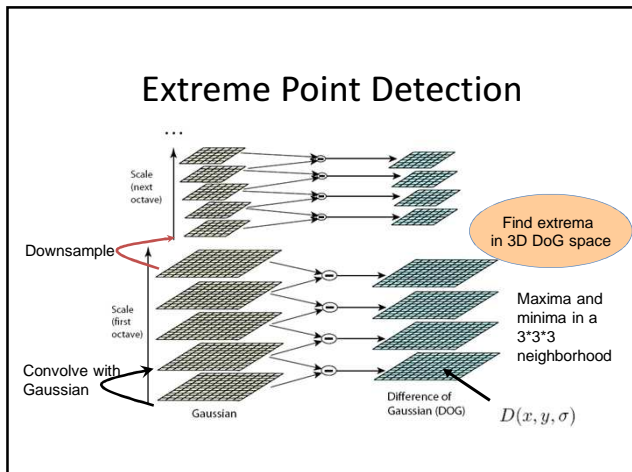 Extreme Point Detection
...
Scale
(next
octave)
Downsample
Scale
(first
octave)
Convolve with
Gaussian
Gaussian
Difference of
Gaussian (DOG)
Find extrema
in 3D DoG space
Maxima and
minima in a
3*3*3
neighborhood
D(x, y, σ)